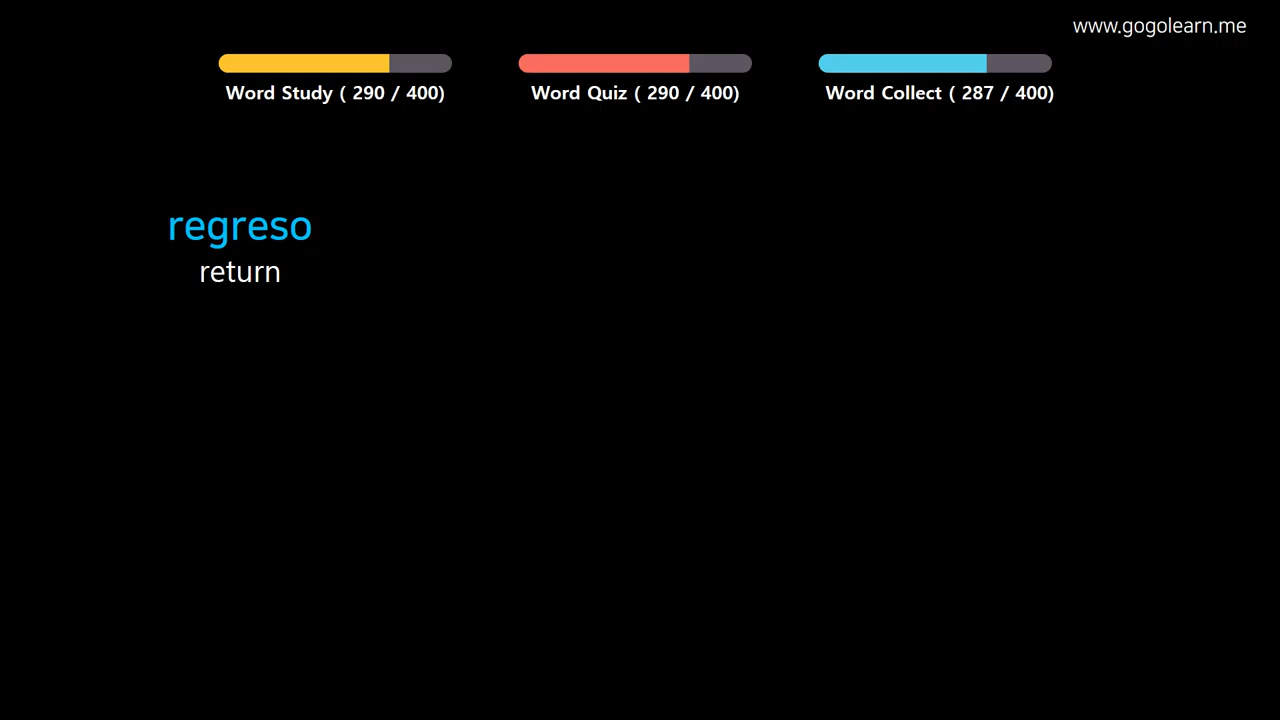 www.gogolearn.me
Word Study ( 290 / 400)
Word Quiz ( 290 / 400)
Word Collect ( 287 / 400)
regreso
return